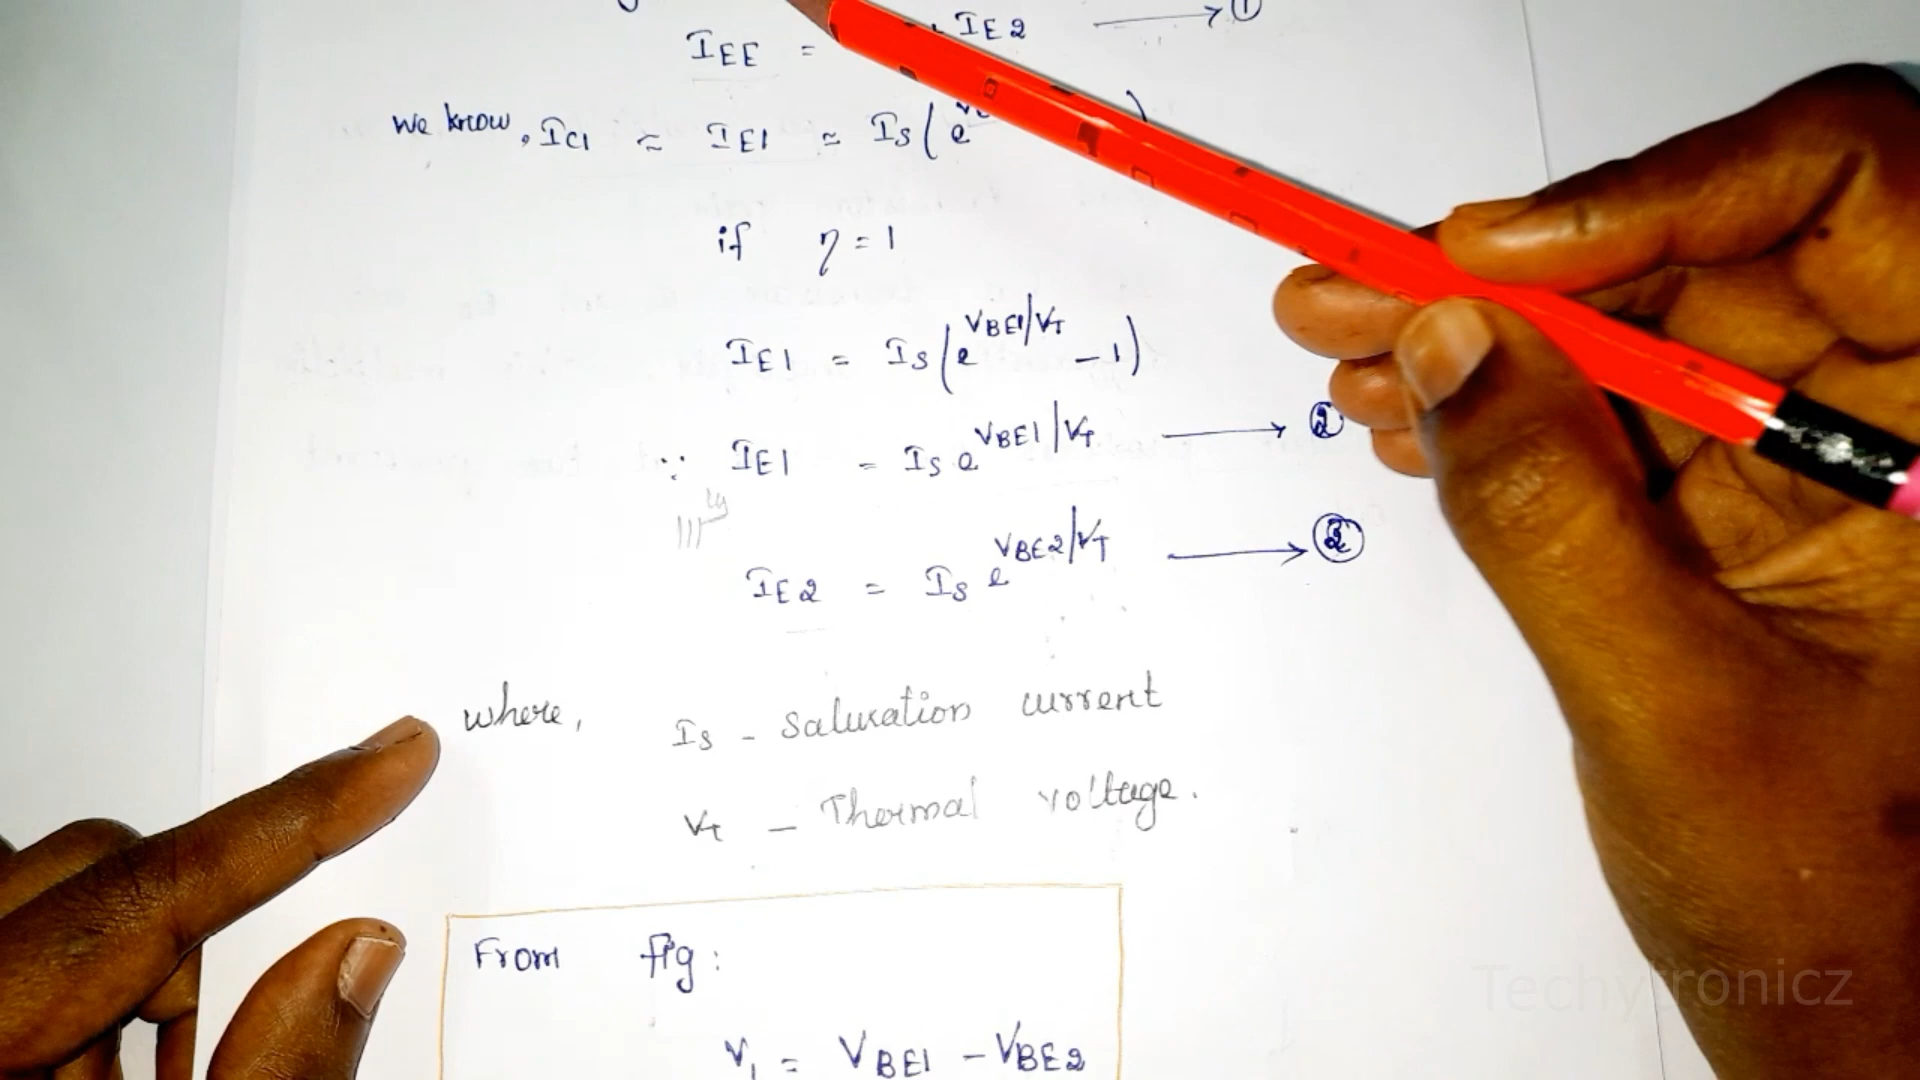 IEE = IE2 → ①
We know, IC1 ≈ IE1 ≃ Is(e
if η = 1
IE1 = Is(e^VBE1/VT - 1)
∵ IE1 = Is e^VBE1/VT → ②
|||ly
IE2 = Is e^VBE2/VT → ③
where, Is - Saturation current
VT - Thermal voltage.
From fig:
V1 = VBE1 - VBE2
Techytronicz